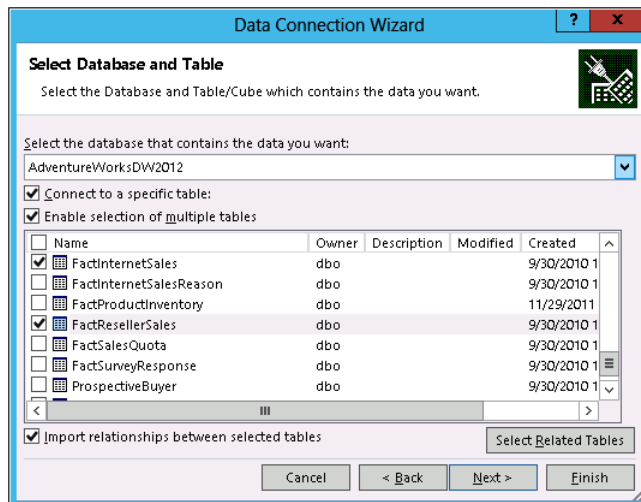 Data Connection Wizard
? x
Select Database and Table
Select the Database and Table/Cube which contains the data you want.
Select the database that contains the data you want:
AdventureWorksDW2012
Connect to a specific table:
Enable selection of multiple tables
Name Owner Description Modified Created
FactInternetSales dbo 9/30/2010 1
FactInternetSalesReason dbo 9/30/2010 1
FactProductInventory dbo 11/29/2011
FactResellerSales dbo 9/30/2010 1
FactSalesQuota dbo 9/30/2010 1
FactSurveyResponse dbo 9/30/2010 1
ProspectiveBuyer dbo 9/30/2010 1
Import relationships between selected tables
Select Related Tables
Cancel < Back Next > Finish